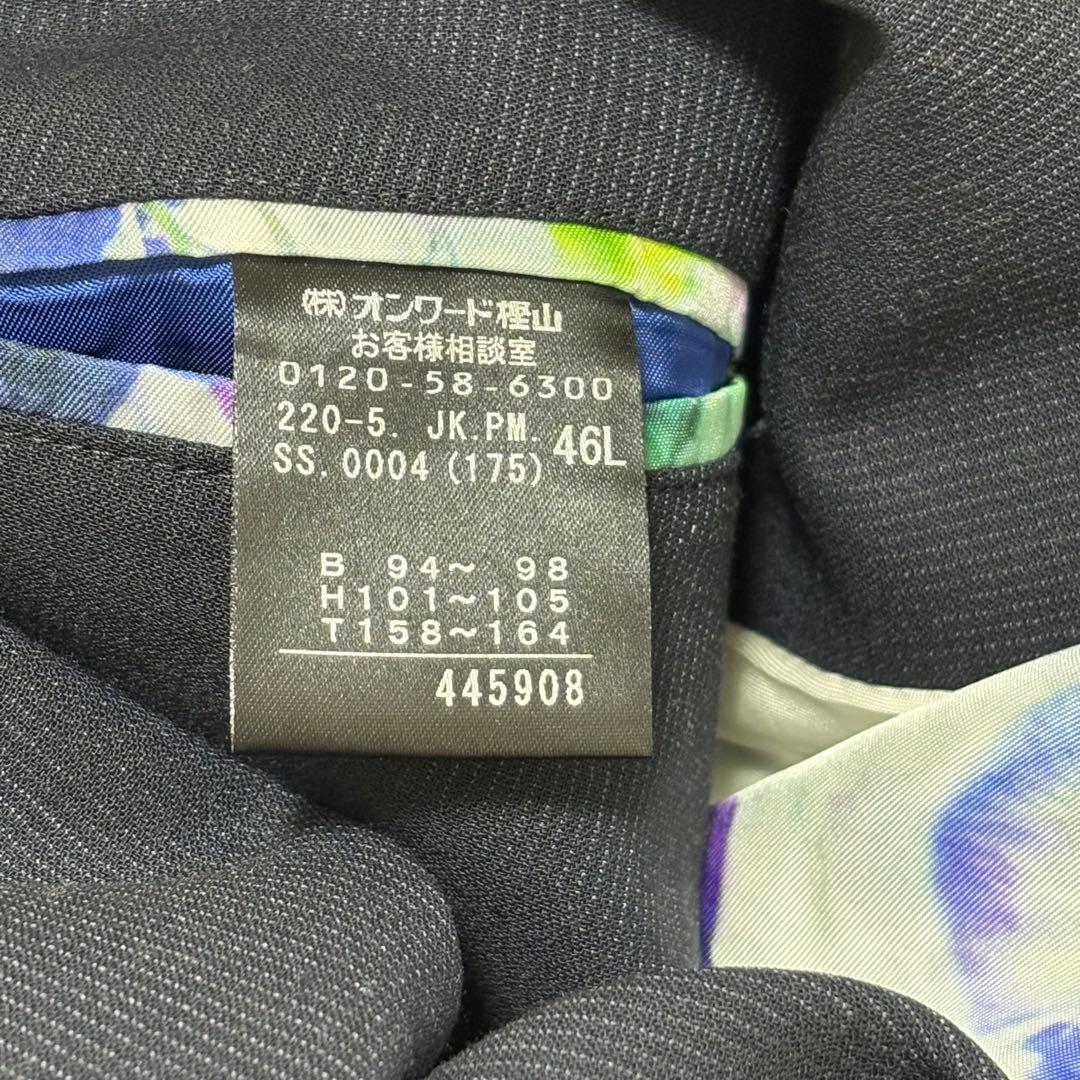 (株)オンワード樫山
お客様相談室
0120-58-6300
220-5. JK.PM. 46L
SS.0004(175)
B 94～ 98
H101～105
T158～164
445908